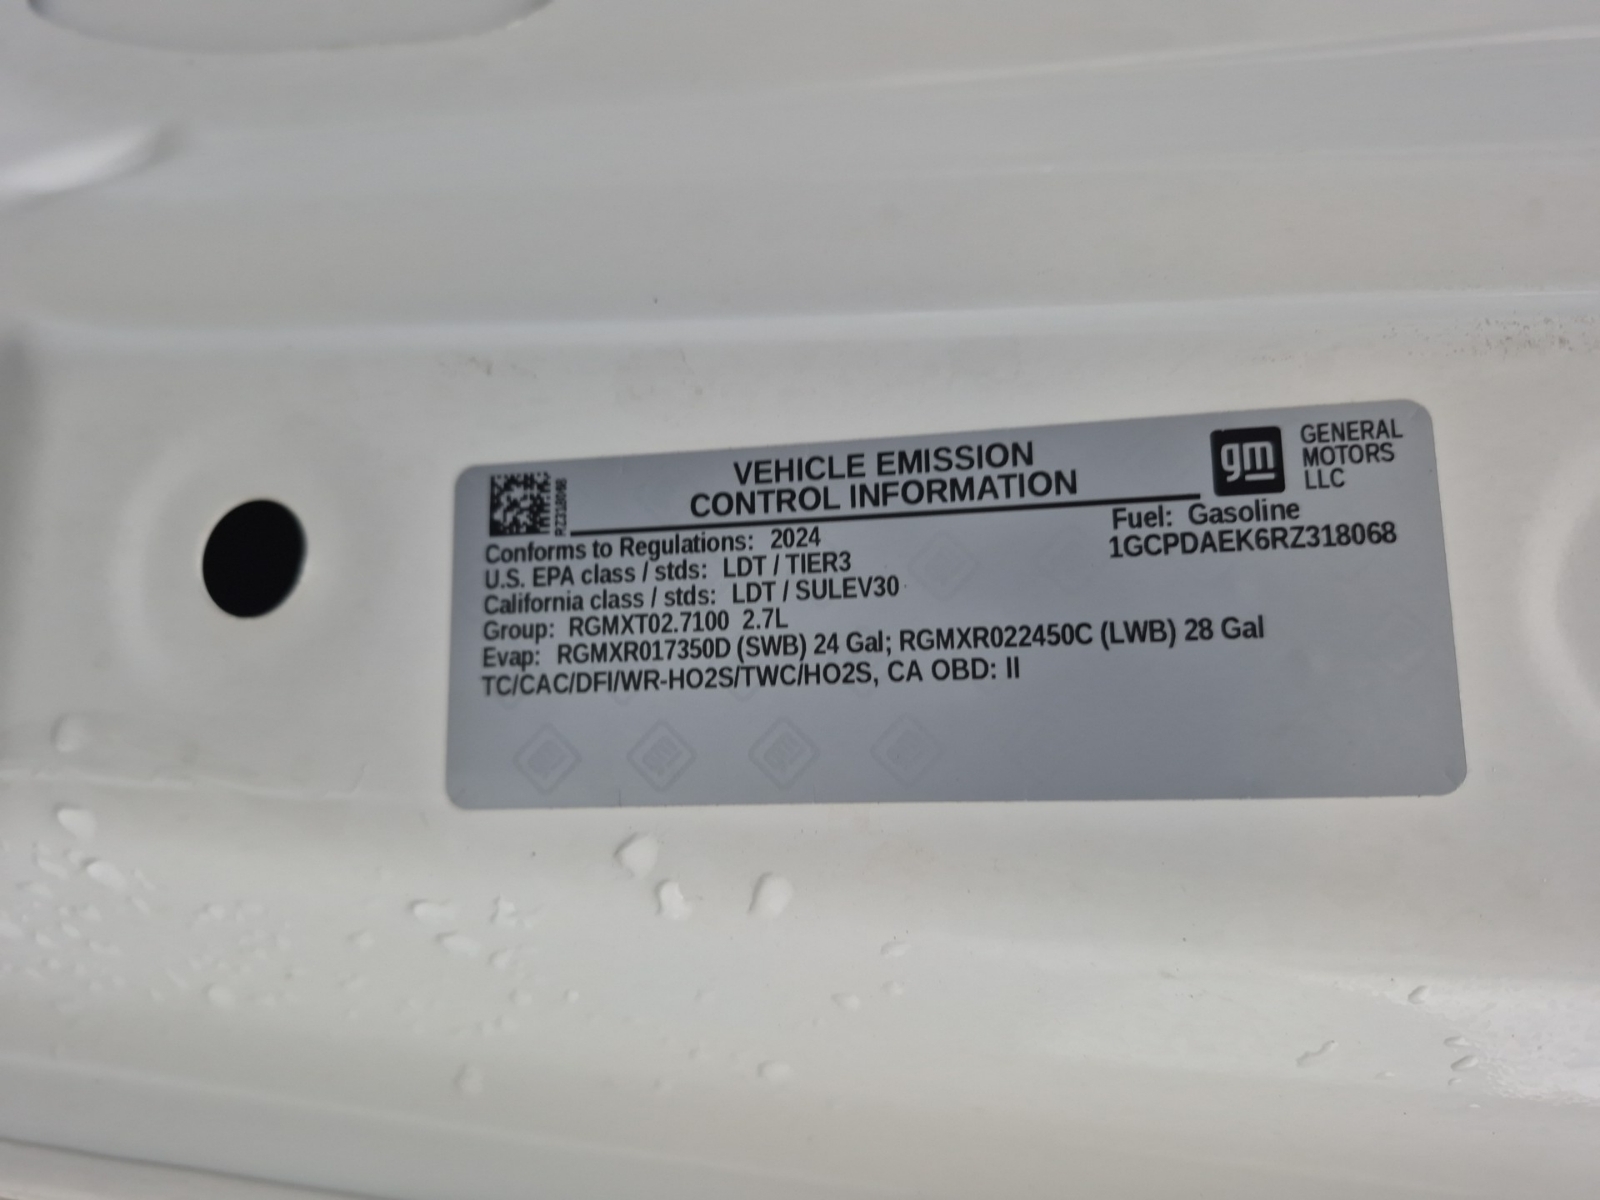 VEHICLE EMISSION
CONTROL INFORMATION
gm
GENERAL
MOTORS
LLC
RZ318068
Conforms to Regulations: 2024
Fuel: Gasoline
U.S. EPA class / stds: LDT / TIER3
1GCPDAEK6RZ318068
California class / stds: LDT / SULEV30
Group: RGMXT02.7100 2.7L
Evap: RGMXR017350D (SWB) 24 Gal; RGMXR022450C (LWB) 28 Gal
TC/CAC/DFI/WR-HO2S/TWC/HO2S, CA OBD: II